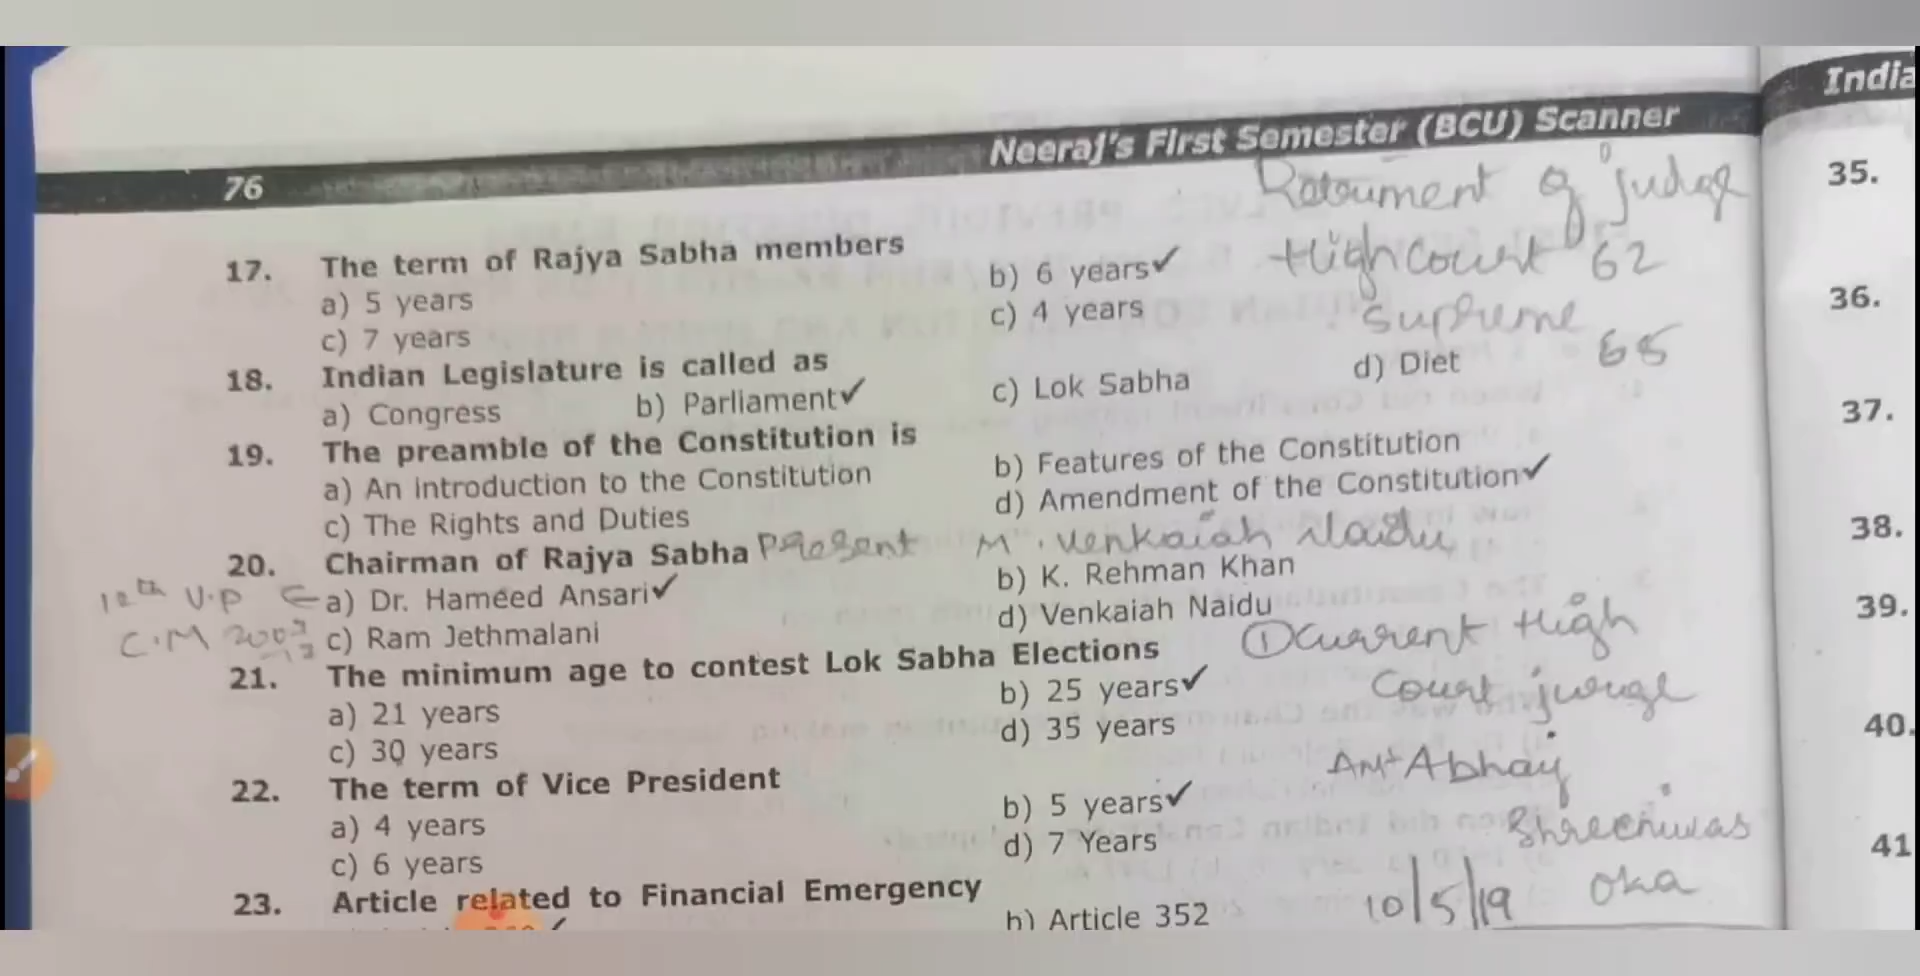 India
Neeraj's First Semester (BCU) Scanner
76
17. The term of Rajya Sabha members
a) 5 years b) 6 years✓
c) 7 years c) 4 years
18. Indian Legislature is called as
a) Congress b) Parliament✓ c) Lok Sabha d) Diet
19. The preamble of the Constitution is
a) An introduction to the Constitution b) Features of the Constitution
c) The Rights and Duties d) Amendment of the Constitution✓
20. Chairman of Rajya Sabha Present M. Venkaiah Naidu
a) Dr. Hameed Ansari✓ b) K. Rehman Khan
c) Ram Jethmalani d) Venkaiah Naidu
21. The minimum age to contest Lok Sabha Elections
a) 21 years b) 25 years✓
c) 30 years d) 35 years
22. The term of Vice President
a) 4 years b) 5 years✓
c) 6 years d) 7 Years
23. Article related to Financial Emergency
b) Article 352
of judge
High court 62
Supreme
65
12th V.P
C.M
① Current High
Court judge
Abhay
Shreeniwas
Oka
10/5/19
35.
36.
37.
38.
39.
40.
41